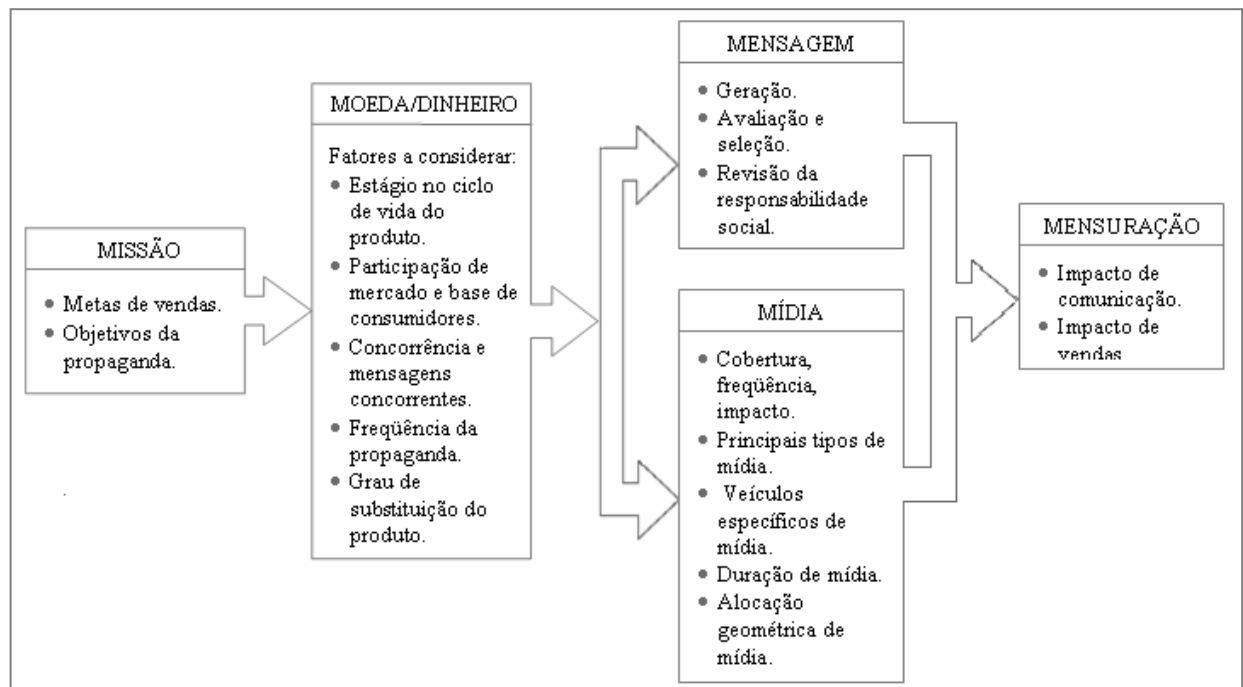 MISSÃO
● Metas de vendas.
● Objetivos da
propaganda.
MOEDA/DINHEIRO
Fatores a considerar:
● Estágio no ciclo
de vida do
produto.
● Participação de
mercado e base de
consumidores.
● Concorrência e
mensagens
concorrentes.
● Freqüência da
propaganda.
● Grau de
substituição do
produto.
MENSAGEM
● Geração.
● Avaliação e
seleção.
● Revisão da
responsabilidade
social.
MÍDIA
● Cobertura,
freqüência,
impacto.
● Principais tipos de
mídia.
● Veículos
específicos de
mídia.
● Duração de mídia.
● Alocação
geométrica de
mídia.
MENSURAÇÃO
● Impacto de
comunicação.
● Impacto de
vendas